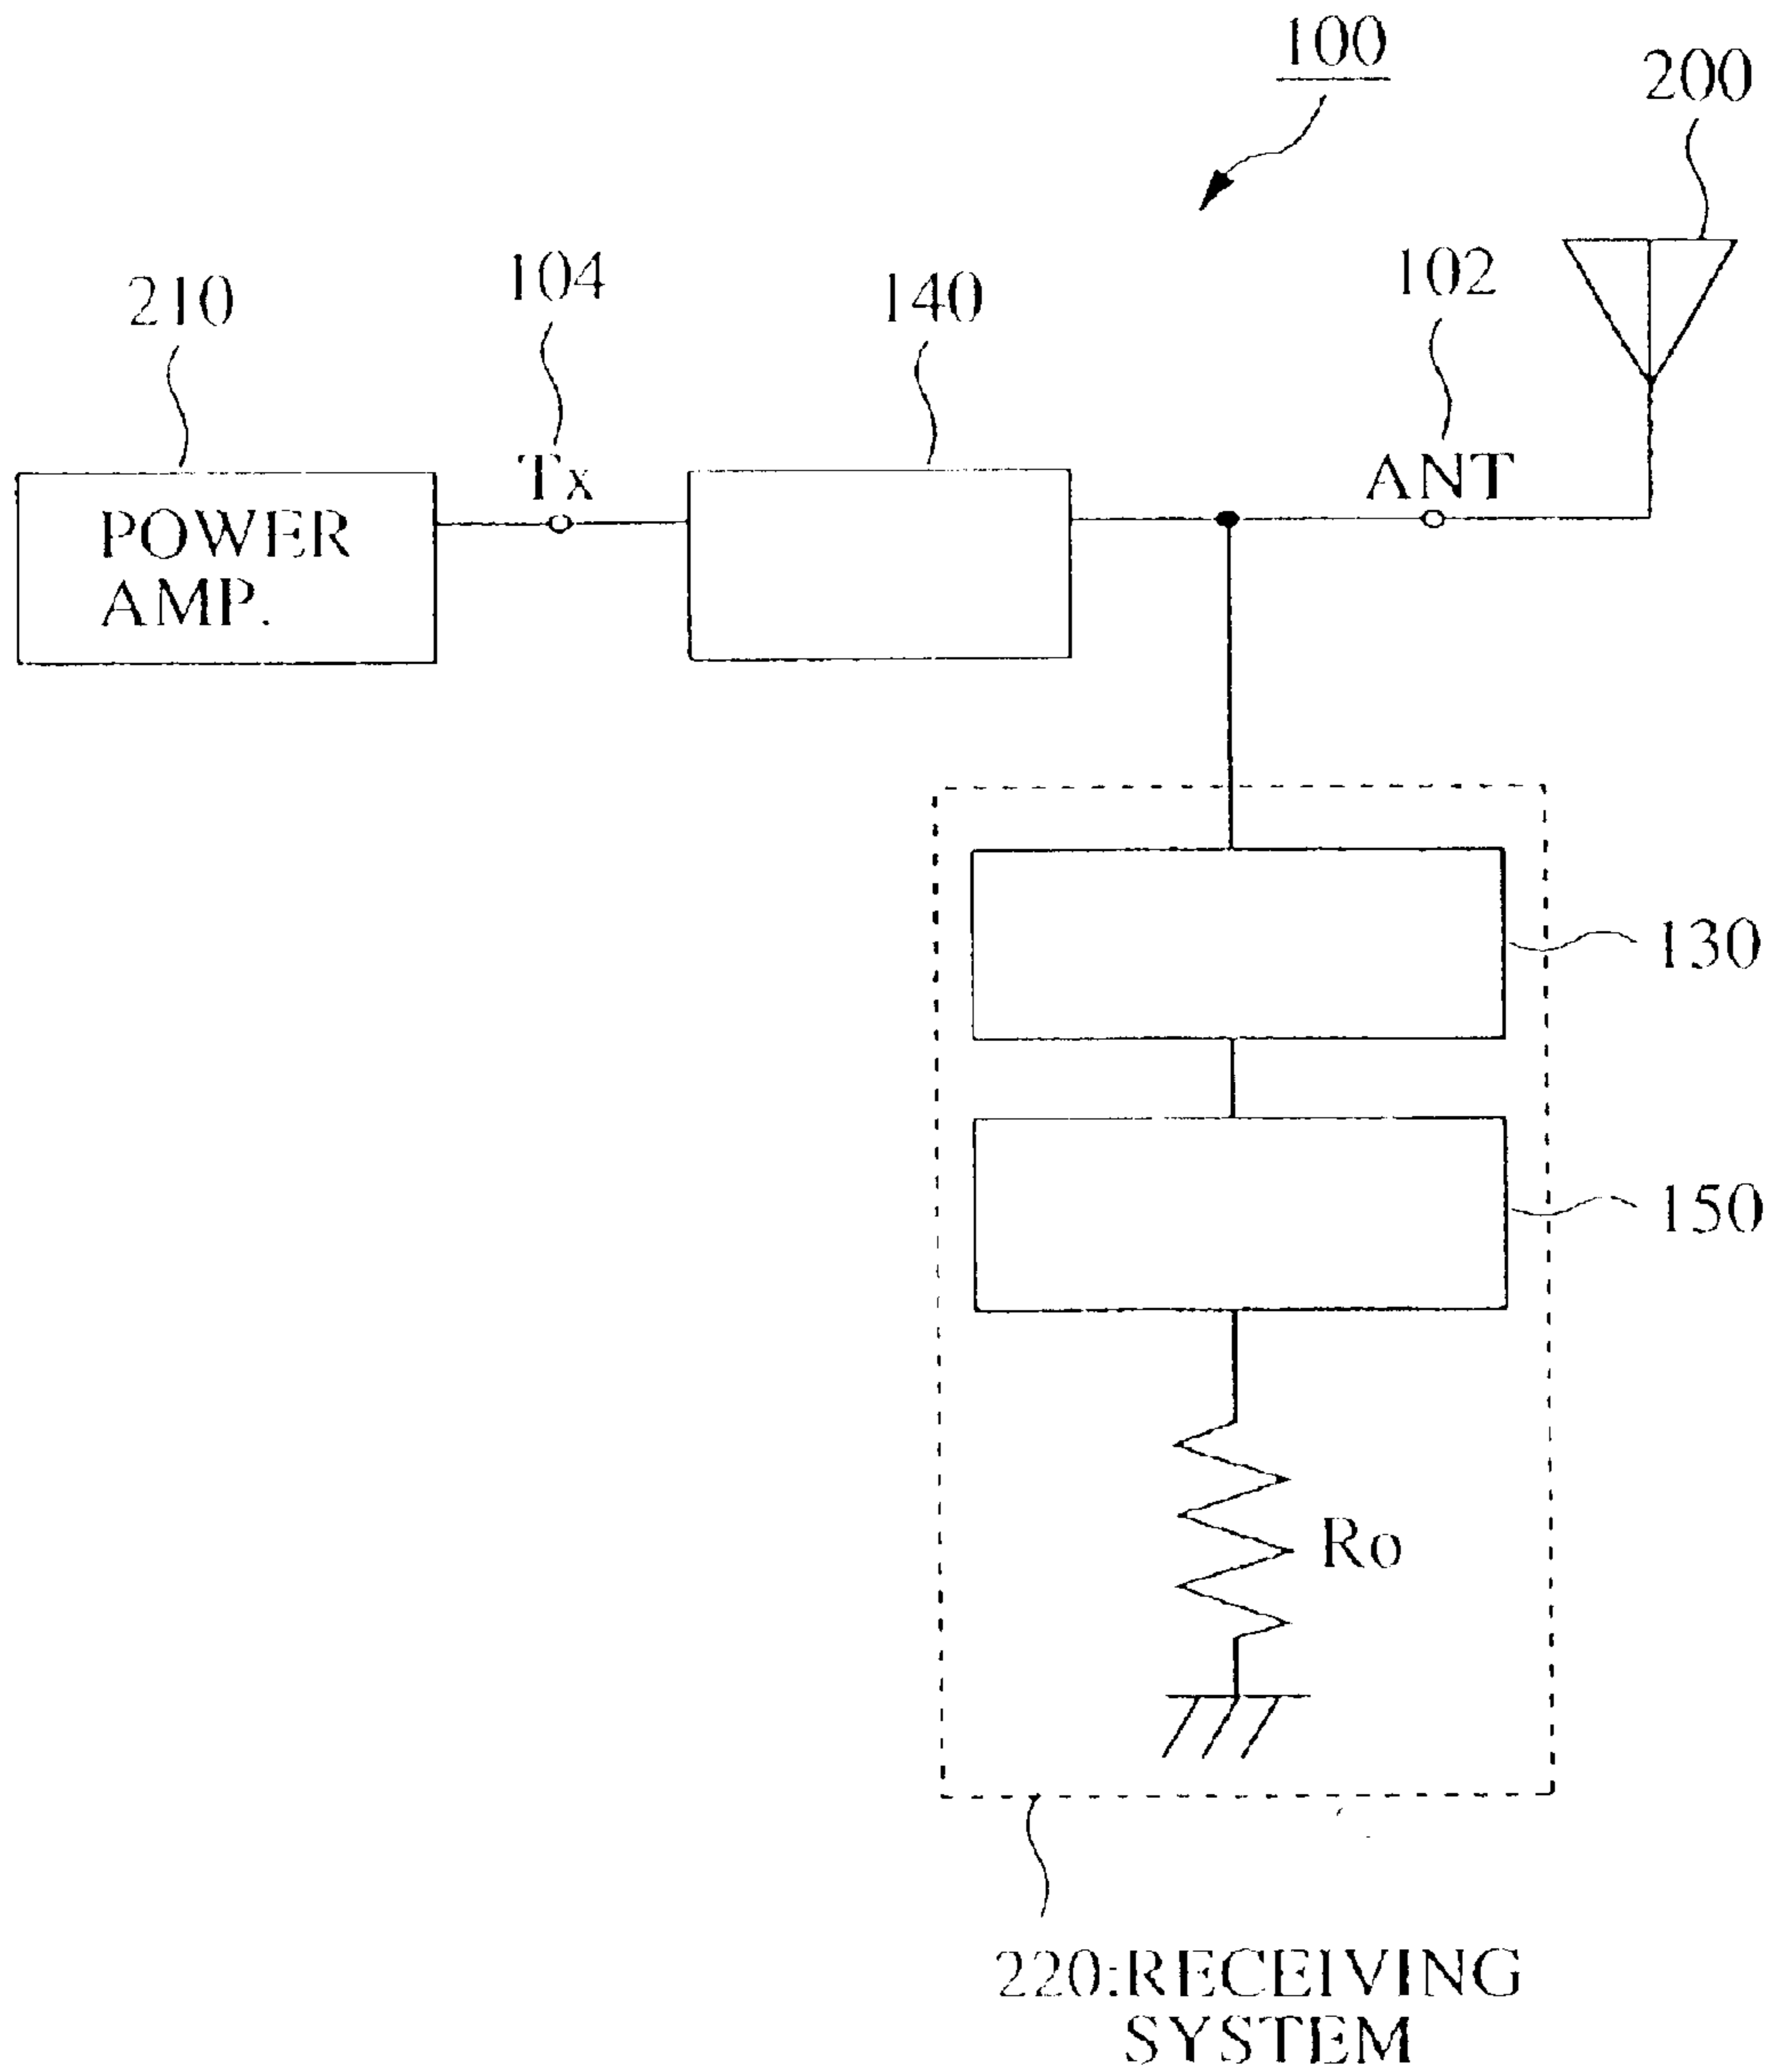 100
200
104
102
210
140
Tx
ANT
POWER
AMP.
130
150
Ro
220:RECEIVING
SYSTEM